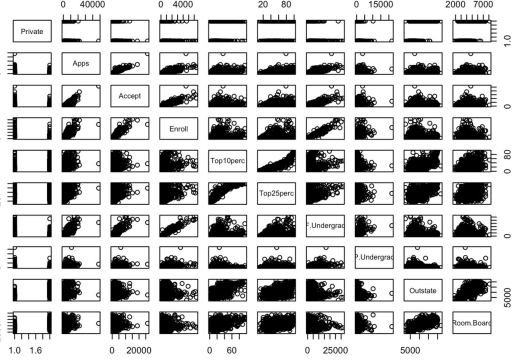 0 40000 0 4000 20 80 0 15000 2000 7000
Private
1.0
Apps
Accept
0
Enroll
Top10perc
0 80
Top25perc
F.Undergrad
0
P.Undergrad
Outstate
5000
Room.Board
1.0 1.6 0 20000 0 60 0 25000 5000